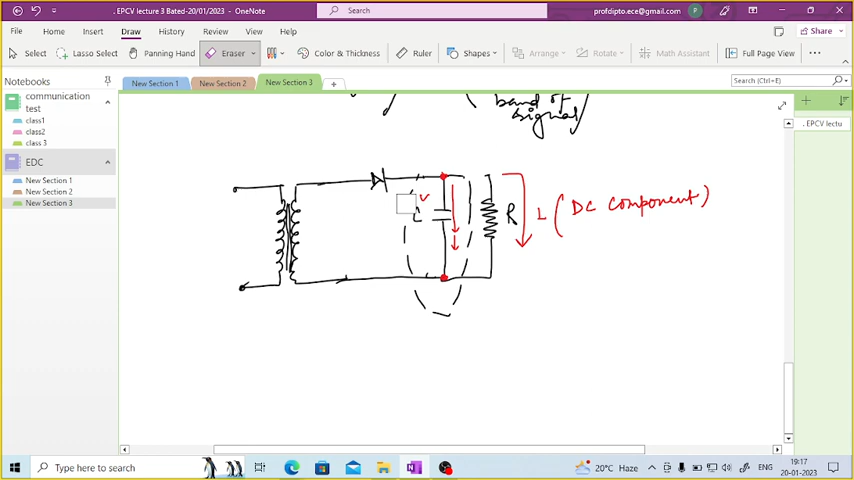 . EPCV lecture 3 Bated-20/01/2023 - OneNote
Search
profdipto.ece@gmail.com
P
File
Home
Insert
Draw
History
Review
View
Help
Share
Select
Lasso Select
Panning Hand
Eraser
Color & Thickness
Ruler
Shapes
Arrange
Rotate
Math Assistant
Full Page View
Notebooks
New Section 1
New Section 2
New Section 3
+
Search (Ctrl+E)
communication
test
class1
class2
class 3
EDC
New Section 1
New Section 2
New Section 3
. EPCV lectu
band of
signal
C
R
(DC component)
Type here to search
20°C Haze
ENG
19:17
20-01-2023